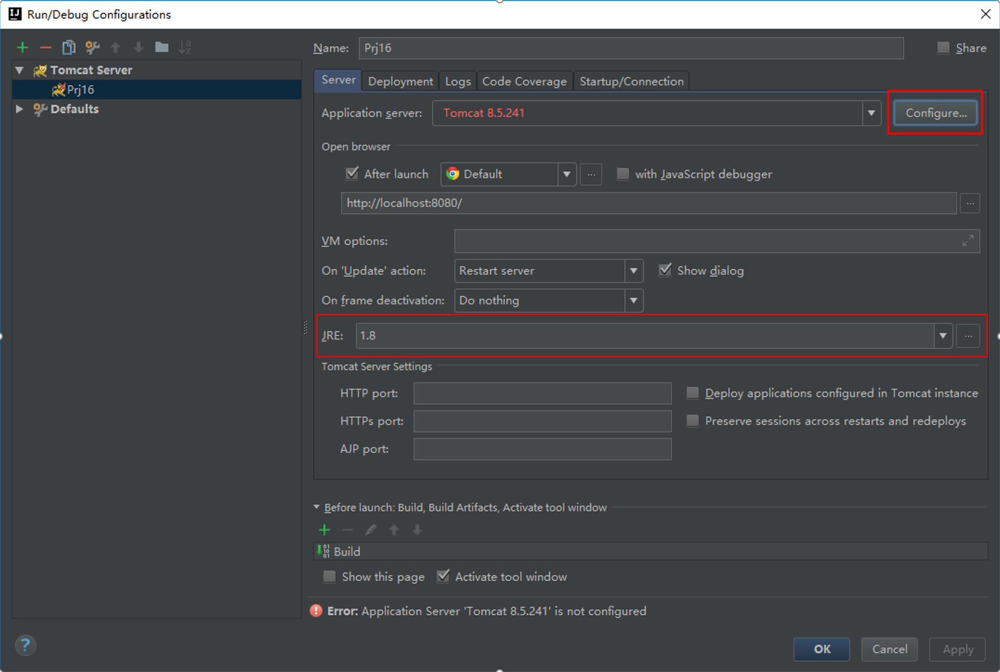 Run/Debug Configurations
Name: Prj16 Share
Tomcat Server
Prj16
Defaults
Server Deployment Logs Code Coverage Startup/Connection
Application server: Tomcat 8.5.241 Configure...
Open browser
After launch Default ... with JavaScript debugger
http://localhost:8080/ ...
VM options:
On 'Update' action: Restart server Show dialog
On frame deactivation: Do nothing
JRE: 1.8 ...
Tomcat Server Settings
HTTP port: Deploy applications configured in Tomcat instance
HTTPs port: Preserve sessions across restarts and redeploys
AJP port:
Before launch: Build, Build Artifacts, Activate tool window
Build
Show this page Activate tool window
Error: Application Server 'Tomcat 8.5.241' is not configured
? OK Cancel Apply